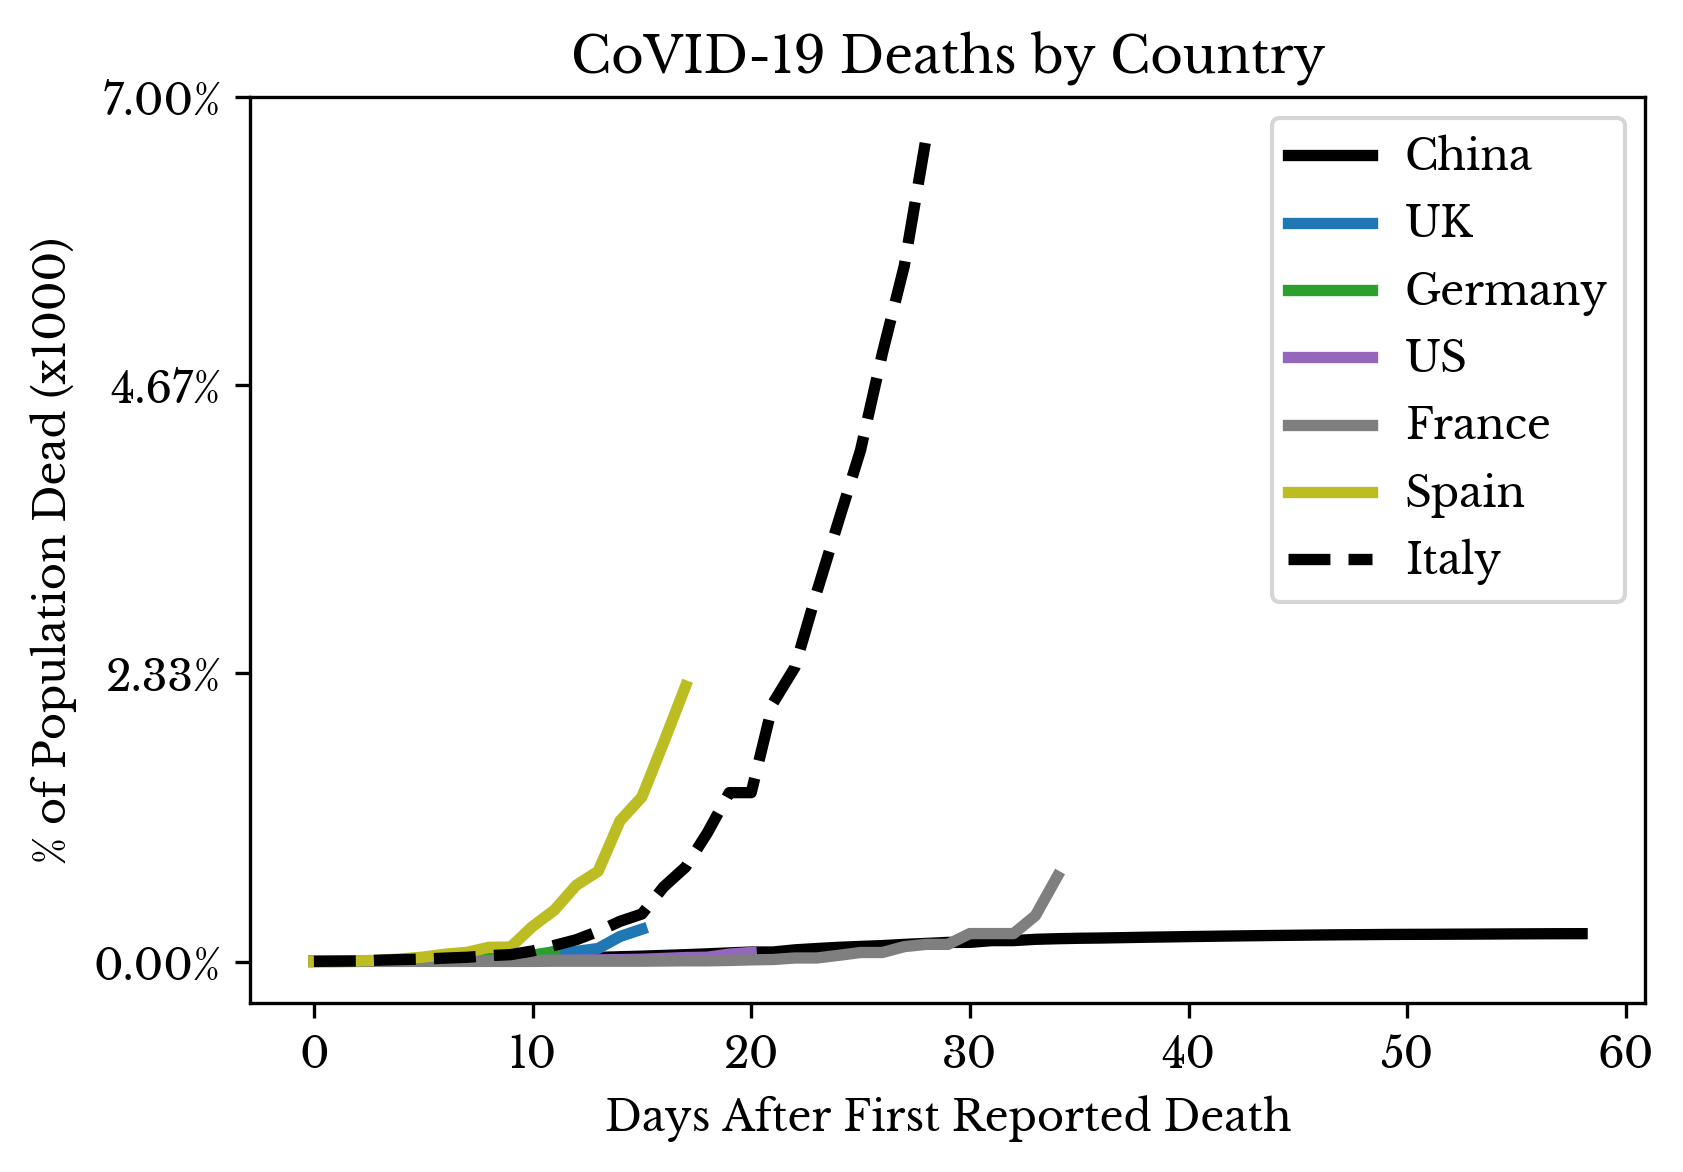 CoVID-19 Deaths by Country
7.00%
4.67%
2.33%
0.00%
% of Population Dead (x1000)
China
UK
Germany
US
France
Spain
Italy
0 10 20 30 40 50 60
Days After First Reported Death